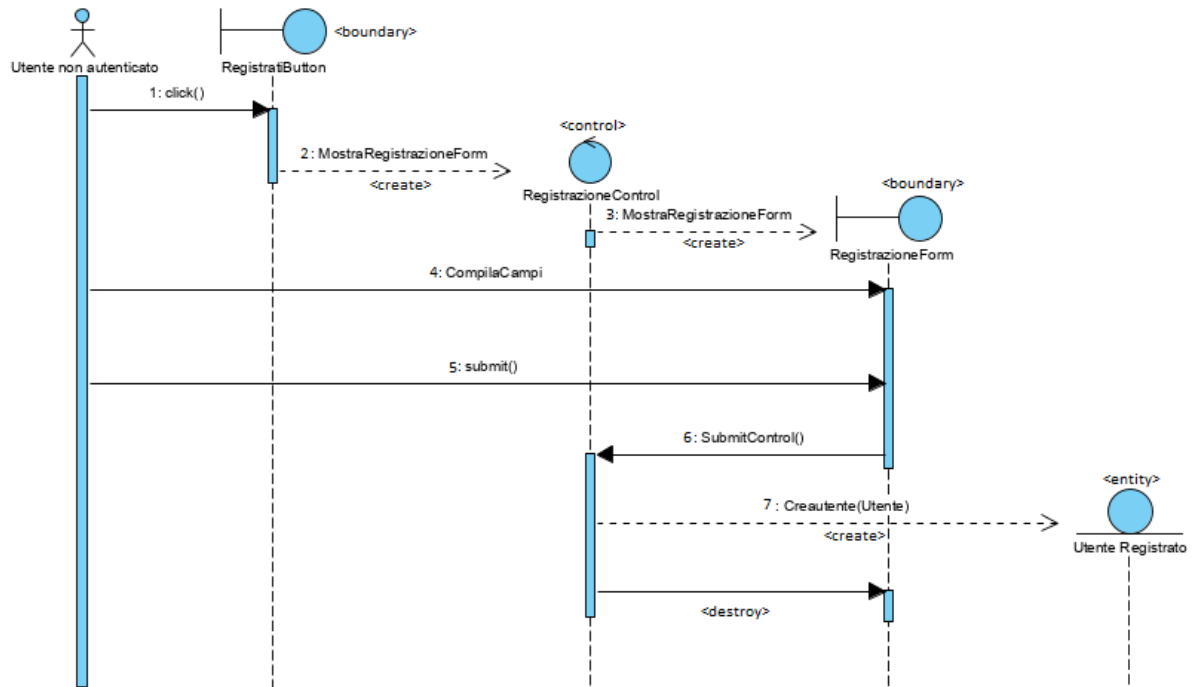 <boundary>
Utente non autenticato
RegistratiButton
1: click()
<control>
2: MostraRegistrazioneForm
<create>
RegistrazioneControl
<boundary>
3: MostraRegistrazioneForm
<create>
RegistrazioneForm
4: CompilaCampi
5: submit()
6: SubmitControl()
<entity>
7 : Creautente(Utente)
<create>
Utente Registrato
<destroy>